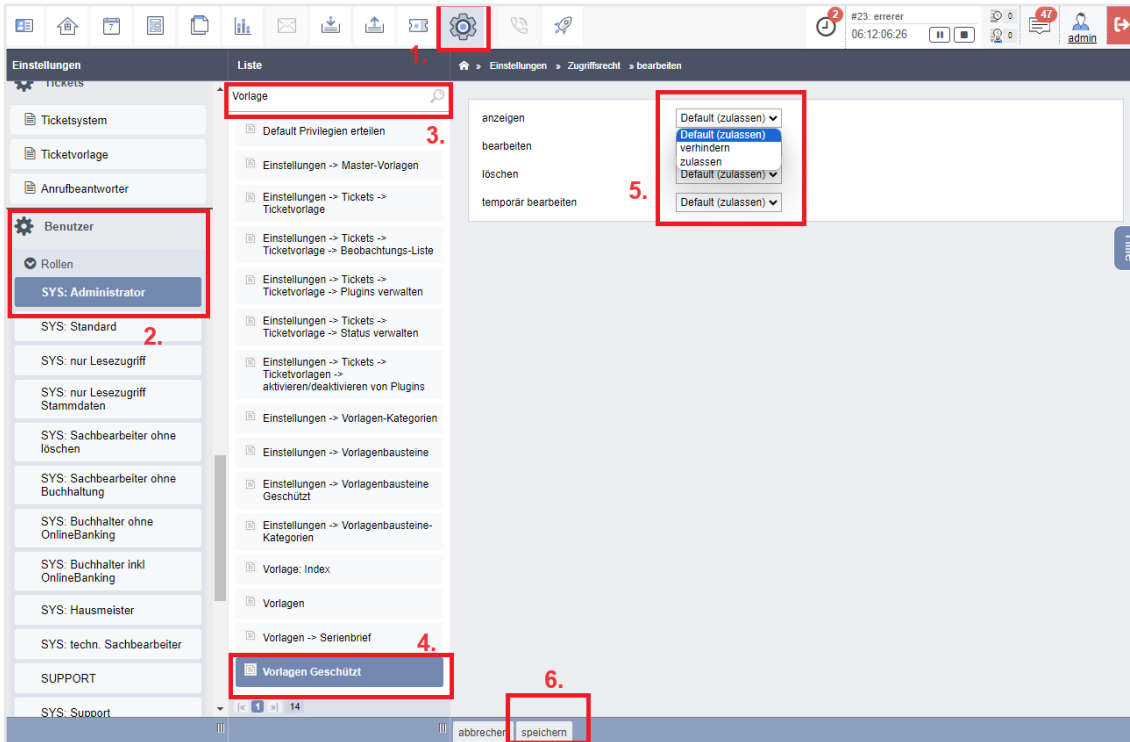 7
2
#23: errerer
06:12:06:26
0
0
47
admin
1.
Einstellungen
Liste
» Einstellungen » Zugriffsrecht » bearbeiten
Tickets
Ticketsystem
Ticketvorlage
Anrufbeantworter
Benutzer
Rollen
SYS: Administrator
2.
SYS: Standard
SYS: nur Lesezugriff
SYS: nur Lesezugriff
Stammdaten
SYS: Sachbearbeiter ohne
löschen
SYS: Sachbearbeiter ohne
Buchhaltung
SYS: Buchhalter ohne
OnlineBanking
SYS: Buchhalter inkl
OnlineBanking
SYS: Hausmeister
SYS: techn. Sachbearbeiter
SUPPORT
SYS: Support
Vorlage
3.
Default Privilegien erteilen
Einstellungen -> Master-Vorlagen
Einstellungen -> Tickets ->
Ticketvorlage
Einstellungen -> Tickets ->
Ticketvorlage -> Beobachtungs-Liste
Einstellungen -> Tickets ->
Ticketvorlage -> Plugins verwalten
Einstellungen -> Tickets ->
Ticketvorlage -> Status verwalten
Einstellungen -> Tickets ->
Ticketvorlagen ->
aktivieren/deaktivieren von Plugins
Einstellungen -> Vorlagen-Kategorien
Einstellungen -> Vorlagenbausteine
Einstellungen -> Vorlagenbausteine
Geschützt
Einstellungen -> Vorlagenbausteine-
Kategorien
Vorlage: Index
Vorlagen
Vorlagen -> Serienbrief
4.
Vorlagen Geschützt
1 14
anzeigen Default (zulassen)
Default (zulassen)
bearbeiten verhindern
zulassen
löschen Default (zulassen)
5.
temporär bearbeiten Default (zulassen)
6.
abbrechen speichern